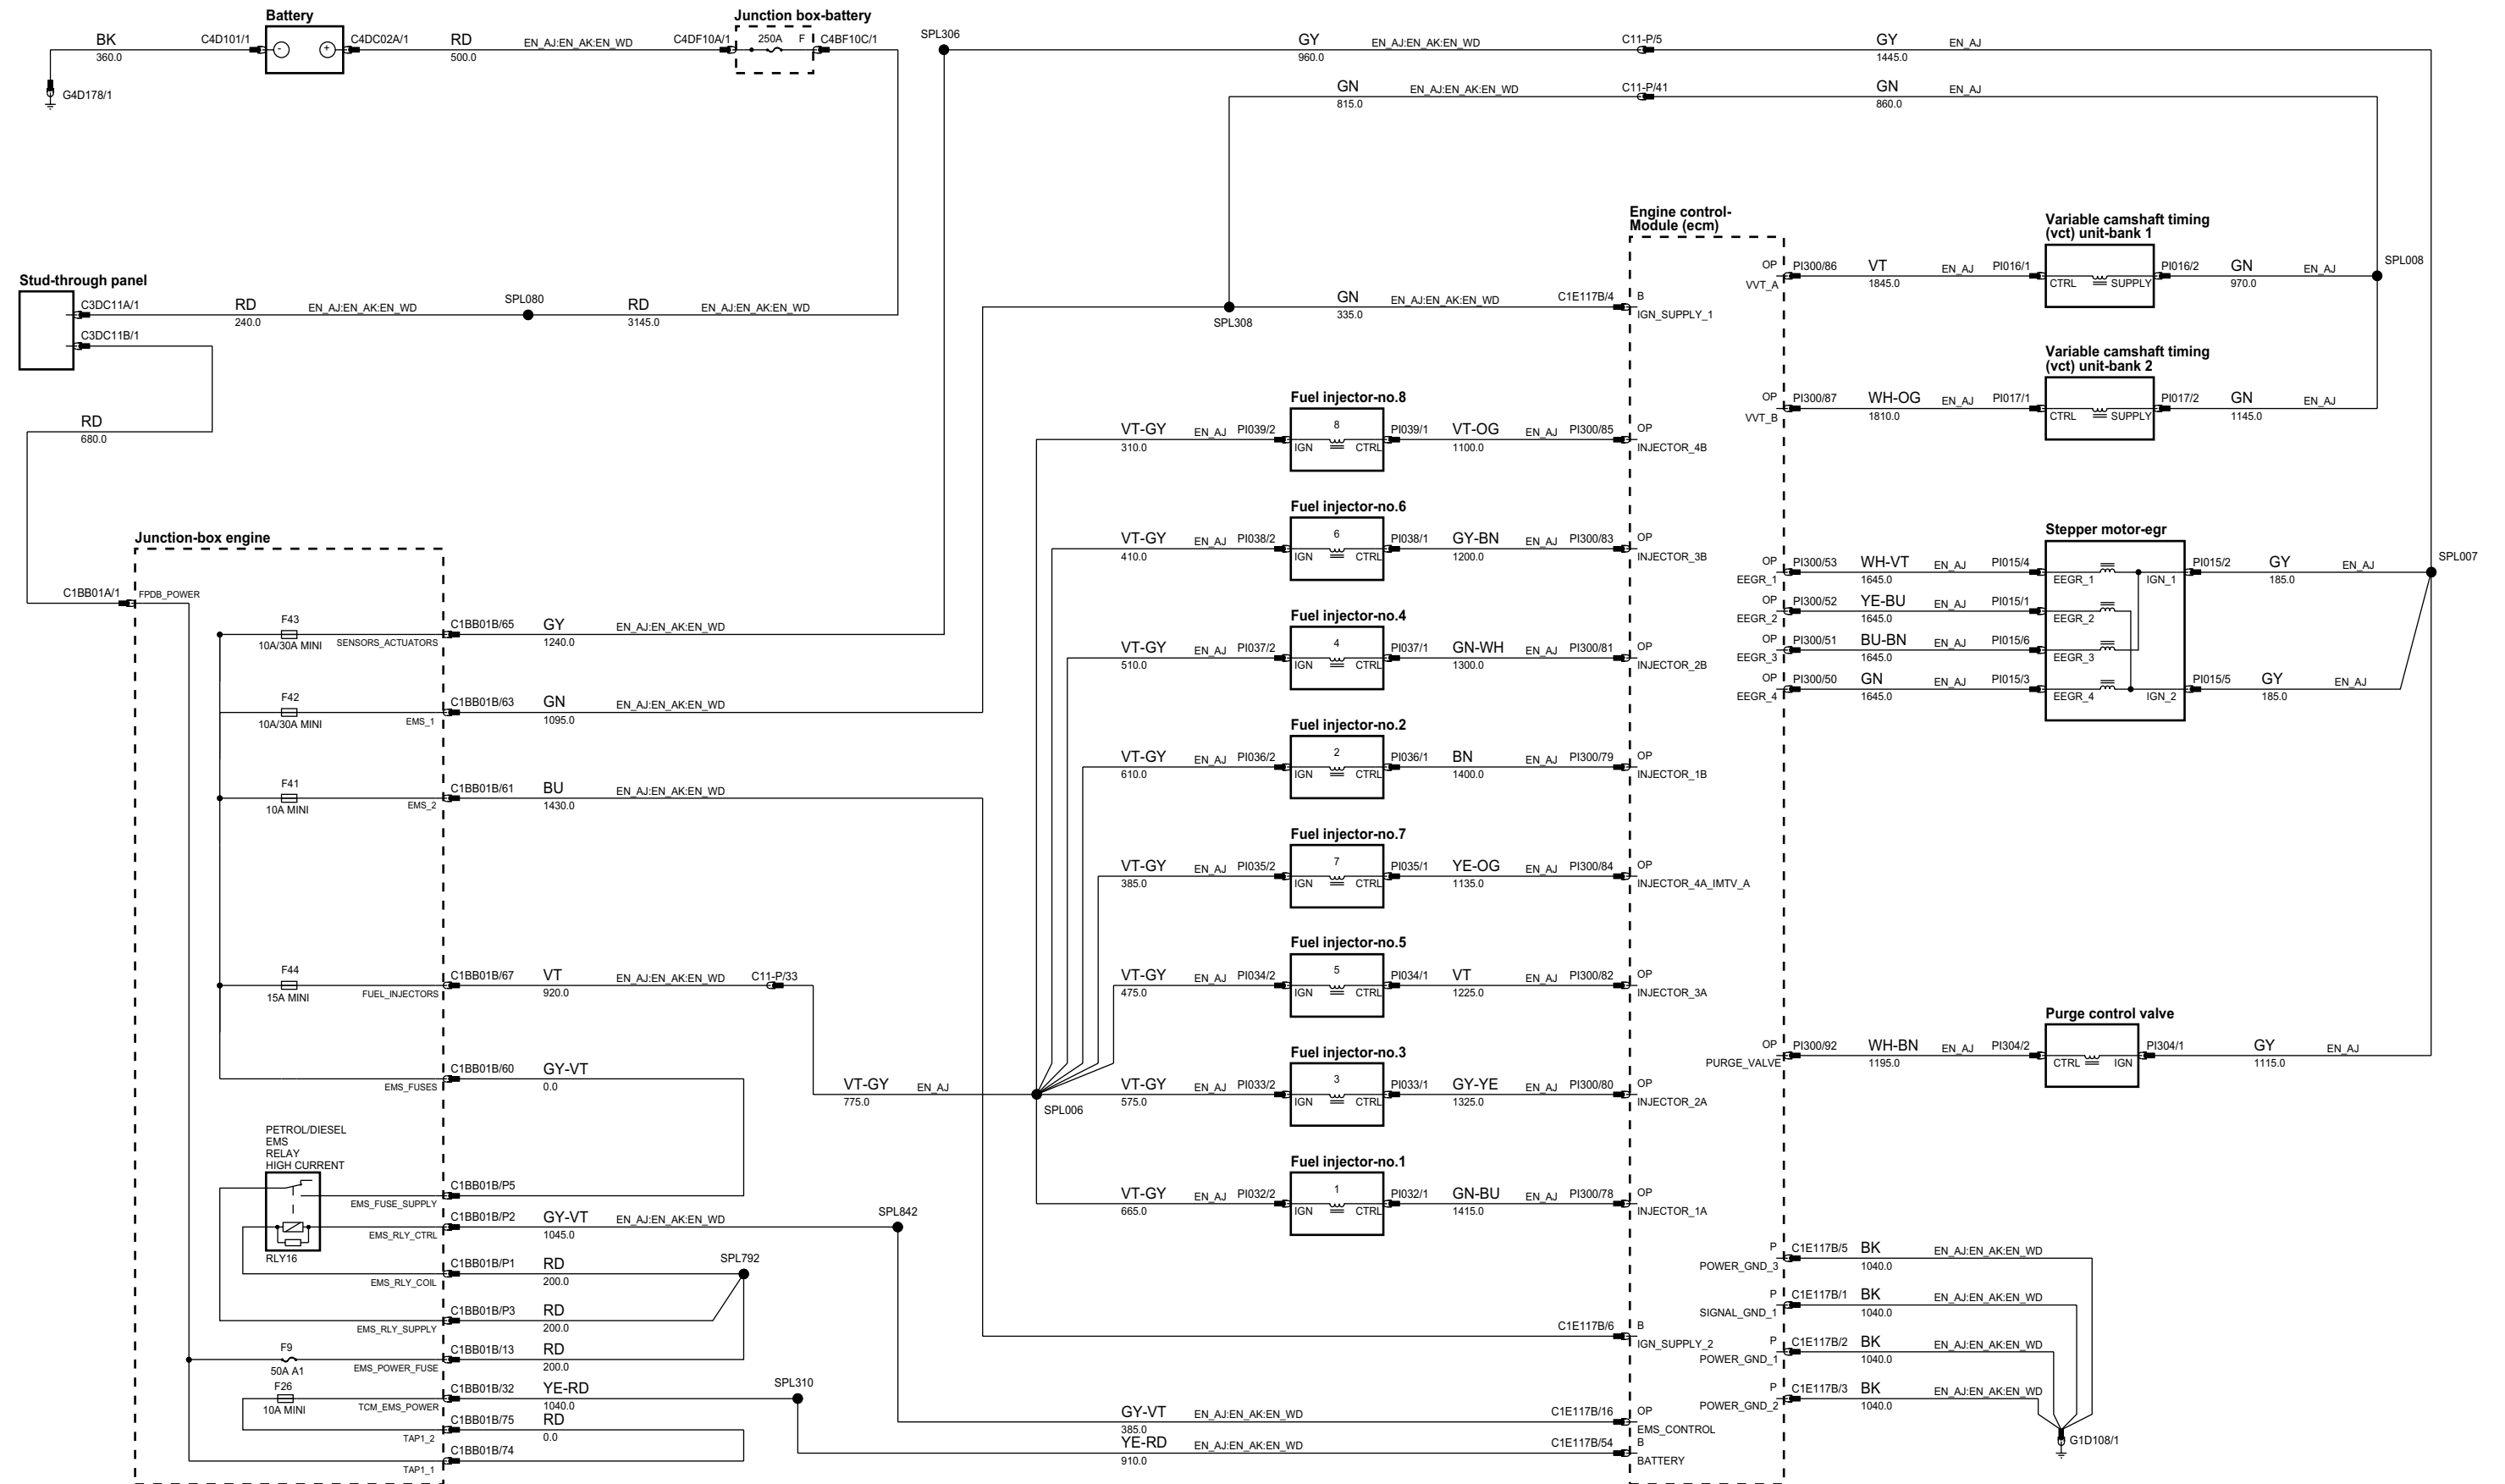 Battery
Junction box-battery
BK
360.0
C4D101/1
-
+
C4DC02A/1
RD
500.0
EN_AJ:EN_AK:EN_WD
C4DF10A/1
250A
F
C4BF10C/1
G4D178/1
SPL306
GY
960.0
EN_AJ:EN_AK:EN_WD
C11-P/5
GY
1445.0
EN_AJ
GN
815.0
EN_AJ:EN_AK:EN_WD
C11-P/41
GN
860.0
EN_AJ
Stud-through panel
C3DC11A/1
RD
240.0
EN_AJ:EN_AK:EN_WD
SPL080
RD
3145.0
EN_AJ:EN_AK:EN_WD
C3DC11B/1
RD
680.0
SPL308
GN
335.0
EN_AJ:EN_AK:EN_WD
C1E117B/4
Engine control-
Module (ecm)
B
IGN_SUPPLY_1
OP
VVT_A
PI300/86
VT
1845.0
EN_AJ
PI016/1
Variable camshaft timing
(vct) unit-bank 1
CTRL
SUPPLY
PI016/2
GN
970.0
EN_AJ
SPL008
OP
VVT_B
PI300/87
WH-OG
1810.0
EN_AJ
PI017/1
Variable camshaft timing
(vct) unit-bank 2
CTRL
SUPPLY
PI017/2
GN
1145.0
EN_AJ
Fuel injector-no.8
VT-GY
310.0
EN_AJ
PI039/2
8
IGN
CTRL
PI039/1
VT-OG
1100.0
EN_AJ
PI300/85
OP
INJECTOR_4B
Fuel injector-no.6
VT-GY
410.0
EN_AJ
PI038/2
6
IGN
CTRL
PI038/1
GY-BN
1200.0
EN_AJ
PI300/83
OP
INJECTOR_3B
Fuel injector-no.4
VT-GY
510.0
EN_AJ
PI037/2
4
IGN
CTRL
PI037/1
GN-WH
1300.0
EN_AJ
PI300/81
OP
INJECTOR_2B
Fuel injector-no.2
VT-GY
610.0
EN_AJ
PI036/2
2
IGN
CTRL
PI036/1
BN
1400.0
EN_AJ
PI300/79
OP
INJECTOR_1B
Fuel injector-no.7
VT-GY
385.0
EN_AJ
PI035/2
7
IGN
CTRL
PI035/1
YE-OG
1135.0
EN_AJ
PI300/84
OP
INJECTOR_4A_IMTV_A
Fuel injector-no.5
VT-GY
475.0
EN_AJ
PI034/2
5
IGN
CTRL
PI034/1
VT
1225.0
EN_AJ
PI300/82
OP
INJECTOR_3A
Fuel injector-no.3
VT-GY
575.0
EN_AJ
PI033/2
3
IGN
CTRL
PI033/1
GY-YE
1325.0
EN_AJ
PI300/80
OP
INJECTOR_2A
Fuel injector-no.1
VT-GY
665.0
EN_AJ
PI032/2
1
IGN
CTRL
PI032/1
GN-BU
1415.0
EN_AJ
PI300/78
OP
INJECTOR_1A
Stepper motor-egr
OP
EEGR_1
PI300/53
WH-VT
1645.0
EN_AJ
PI015/4
EEGR_1
IGN_1
PI015/2
GY
185.0
EN_AJ
SPL007
OP
EEGR_2
PI300/52
YE-BU
1645.0
EN_AJ
PI015/1
EEGR_2
OP
EEGR_3
PI300/51
BU-BN
1645.0
EN_AJ
PI015/6
EEGR_3
OP
EEGR_4
PI300/50
GN
1645.0
EN_AJ
PI015/3
EEGR_4
IGN_2
PI015/5
GY
185.0
EN_AJ
Purge control valve
OP
PURGE_VALVE
PI300/92
WH-BN
1195.0
EN_AJ
PI304/2
CTRL
IGN
PI304/1
GY
1115.0
EN_AJ
Junction-box engine
C1BB01A/1
FPDB_POWER
F43
10A/30A MINI
SENSORS_ACTUATORS
C1BB01B/65
GY
1240.0
EN_AJ:EN_AK:EN_WD
F42
10A/30A MINI
EMS_1
C1BB01B/63
GN
1095.0
EN_AJ:EN_AK:EN_WD
F41
10A MINI
EMS_2
C1BB01B/61
BU
1430.0
EN_AJ:EN_AK:EN_WD
F44
15A MINI
FUEL_INJECTORS
C1BB01B/67
VT
920.0
EN_AJ:EN_AK:EN_WD
C11-P/33
VT-GY
775.0
EN_AJ
SPL006
EMS_FUSES
C1BB01B/60
GY-VT
0.0
PETROL/DIESEL
EMS
RELAY
HIGH CURRENT
RLY16
EMS_FUSE_SUPPLY
C1BB01B/P5
EMS_RLY_CTRL
C1BB01B/P2
GY-VT
1045.0
EN_AJ:EN_AK:EN_WD
SPL842
EMS_RLY_COIL
C1BB01B/P1
RD
200.0
SPL792
EMS_RLY_SUPPLY
C1BB01B/P3
RD
200.0
F9
50A A1
EMS_POWER_FUSE
C1BB01B/13
RD
200.0
F26
10A MINI
TCM_EMS_POWER
C1BB01B/32
YE-RD
1040.0
SPL310
TAP1_2
C1BB01B/75
RD
0.0
TAP1_1
C1BB01B/74
C1E117B/6
B
IGN_SUPPLY_2
GY-VT
385.0
EN_AJ:EN_AK:EN_WD
C1E117B/16
OP
EMS_CONTROL
YE-RD
910.0
EN_AJ:EN_AK:EN_WD
C1E117B/54
B
BATTERY
P
POWER_GND_3
C1E117B/5
BK
1040.0
EN_AJ:EN_AK:EN_WD
P
SIGNAL_GND_1
C1E117B/1
BK
1040.0
EN_AJ:EN_AK:EN_WD
P
POWER_GND_1
C1E117B/2
BK
1040.0
EN_AJ:EN_AK:EN_WD
P
POWER_GND_2
C1E117B/3
BK
1040.0
EN_AJ:EN_AK:EN_WD
G1D108/1